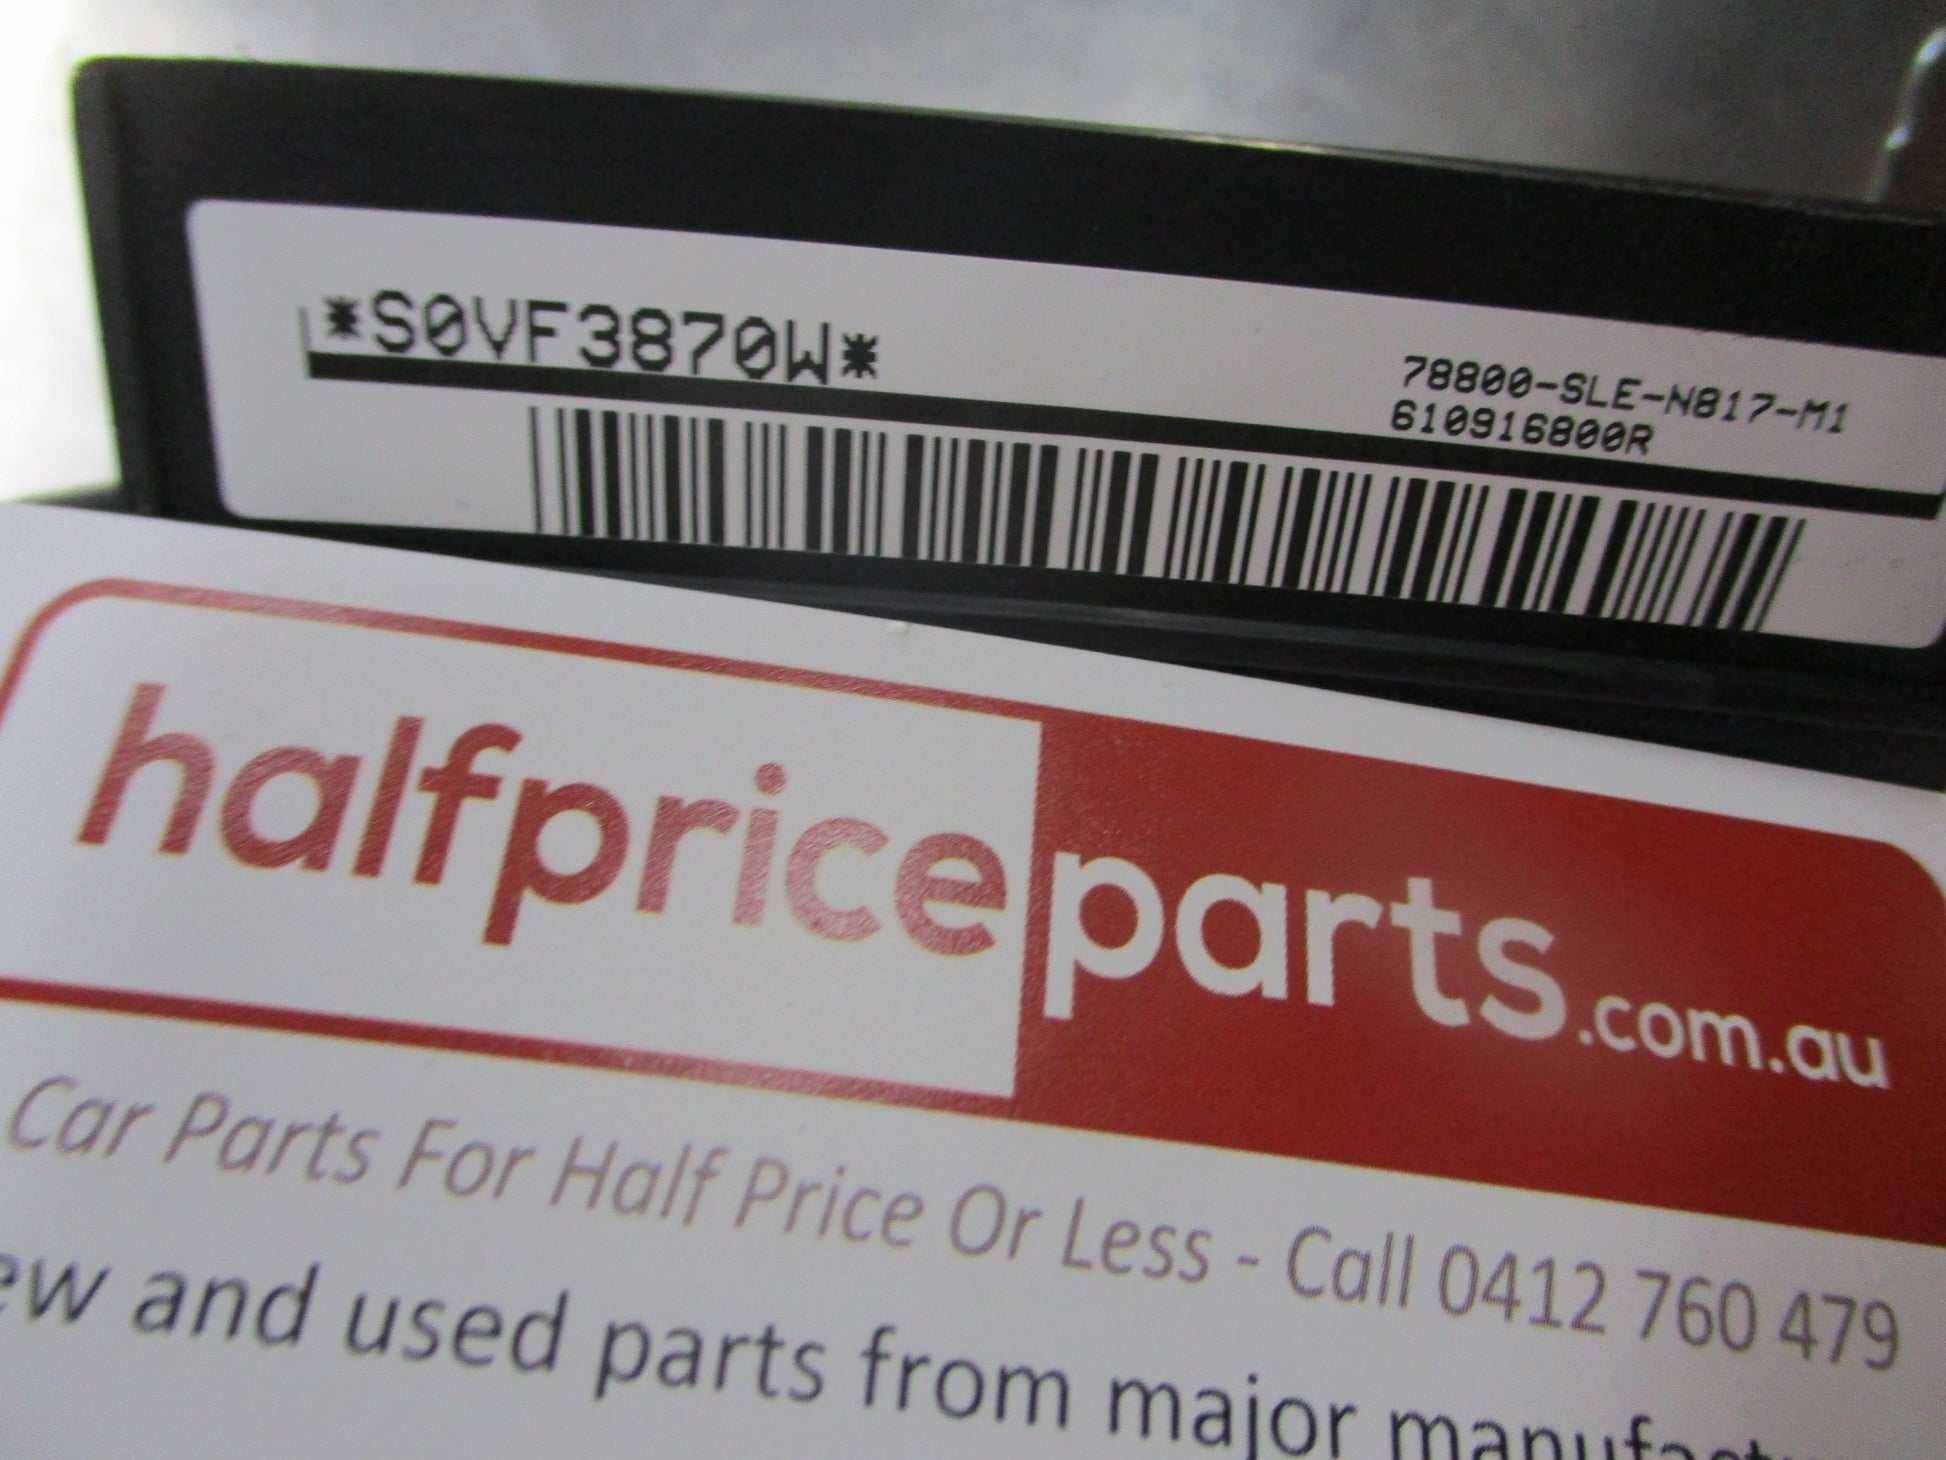 *S0VF3870W*
78800-SLE-N817-M1
610916800R
halfpriceparts.com.au
Car Parts For Half Price Or Less - Call 0412 760 479
and used parts from major